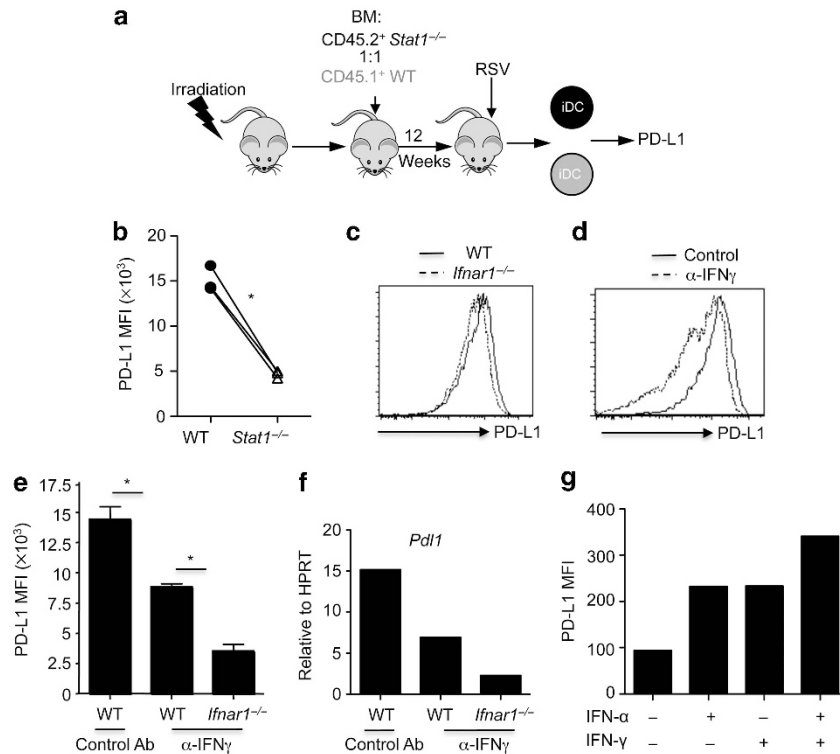 a
BM:
CD45.2⁺ Stat1⁻/⁻
1:1
CD45.1⁺ WT
Irradiation
RSV
12
Weeks
iDC
iDC
PD-L1
b
PD-L1 MFI (×10³)
20
15
10
5
0
*
WT
Stat1⁻/⁻
c
WT
Ifnar1⁻/⁻
PD-L1
d
Control
α-IFNγ
PD-L1
e
PD-L1 MFI (×10³)
17.5
15
12.5
10
7.5
5
2.5
0
*
*
WT
WT
Ifnar1⁻/⁻
Control Ab
α-IFNγ
f
Pdl1
Relative to HPRT
20
15
10
5
0
WT
WT
Ifnar1⁻/⁻
Control Ab
α-IFNγ
g
PD-L1 MFI
400
300
200
100
0
IFN-α – + – +
IFN-γ – – + +